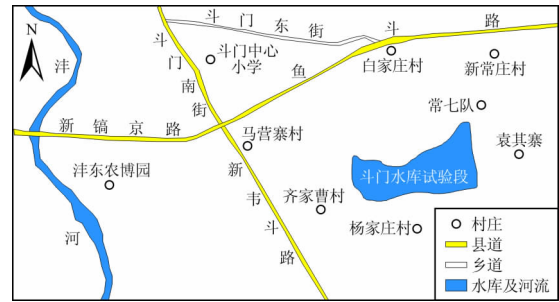 N
沣河
斗门东街
斗门南街
斗门中心
小学
鱼斗路
白家庄村
新常庄村
常七队
袁其寨
新镐京路
马营寨村
沣东农博园
斗门水库试验段
新韦斗路
齐家曹村
杨家庄村
村庄
县道
乡道
水库及河流